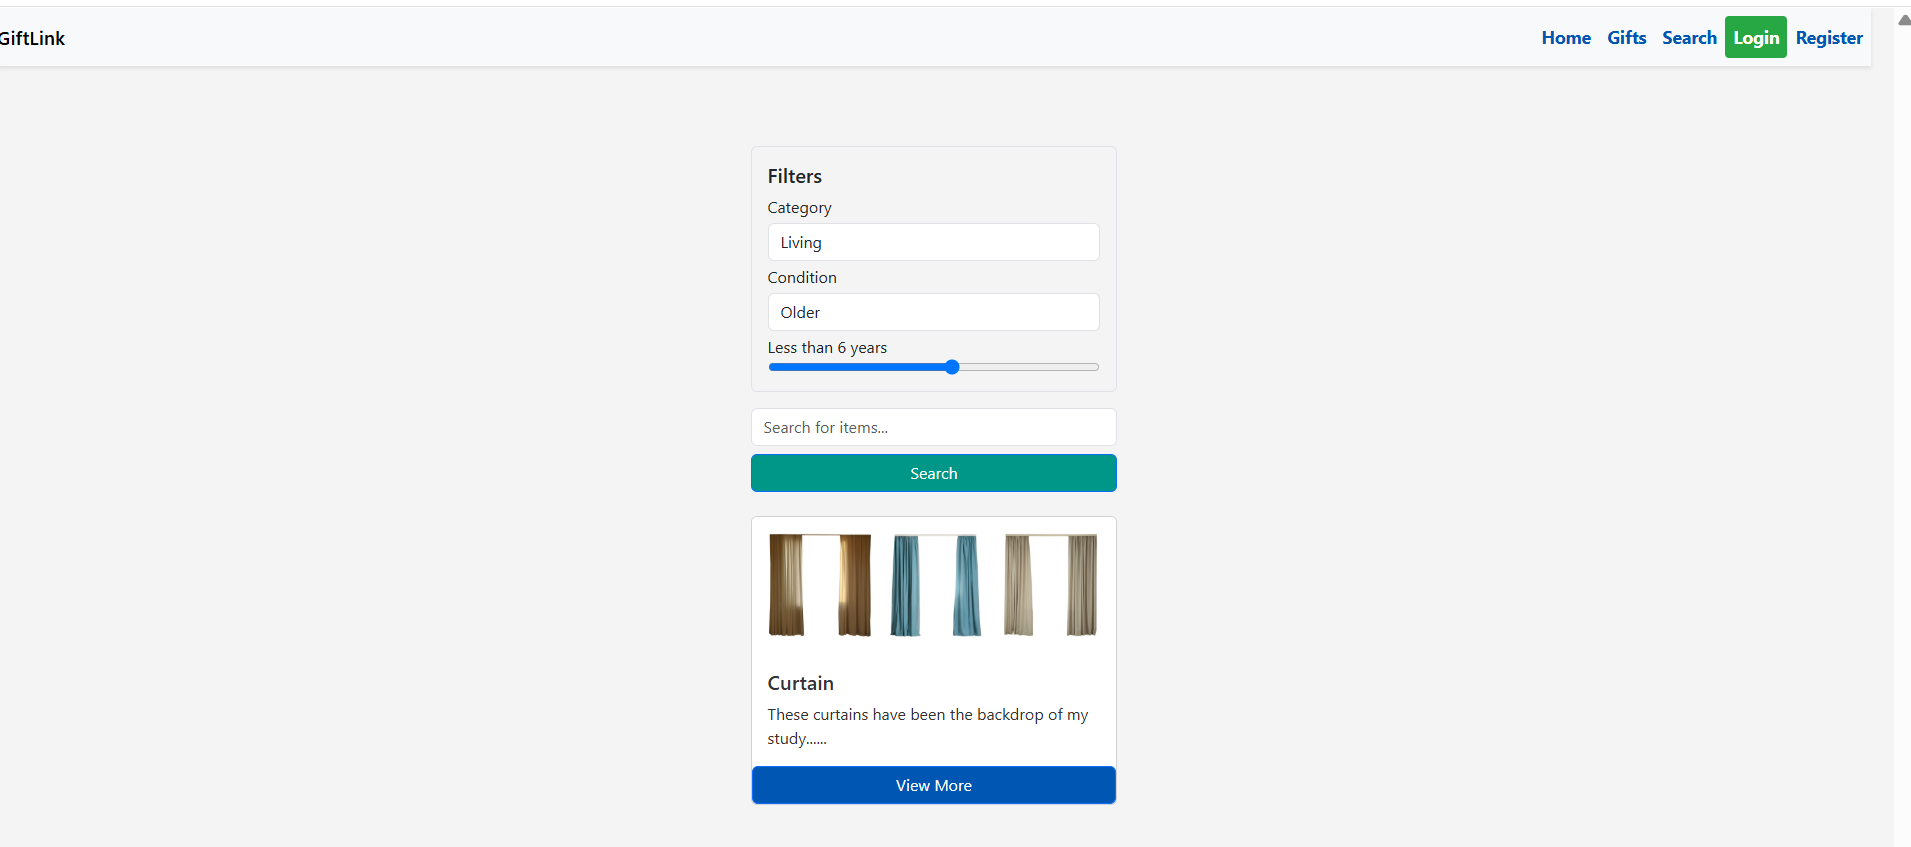 GiftLink
Home Gifts Search Login Register
Filters
Category
Living
Condition
Older
Less than 6 years
Search for items...
Search
Curtain
These curtains have been the backdrop of my
study......
View More